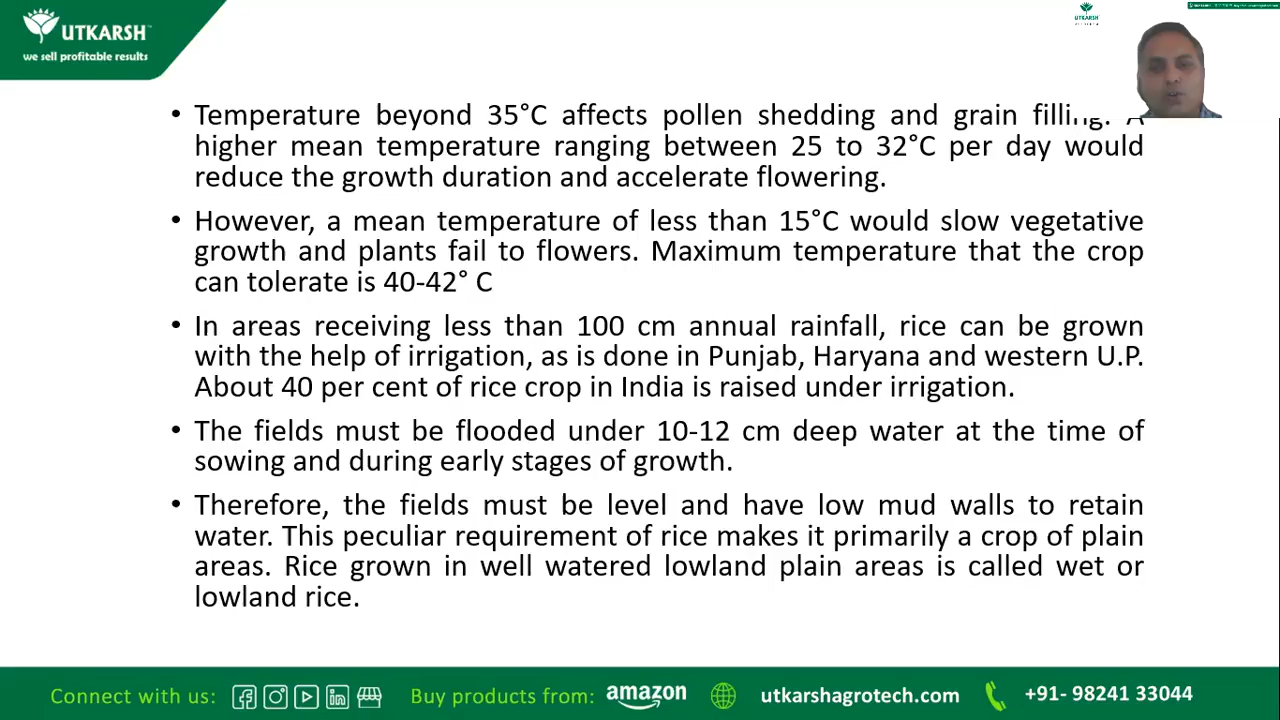 UTKARSH
we sell profitable results
UTKARSH
• Temperature beyond 35°C affects pollen shedding and grain filling. A
higher mean temperature ranging between 25 to 32°C per day would
reduce the growth duration and accelerate flowering.
• However, a mean temperature of less than 15°C would slow vegetative
growth and plants fail to flowers. Maximum temperature that the crop
can tolerate is 40-42° C
• In areas receiving less than 100 cm annual rainfall, rice can be grown
with the help of irrigation, as is done in Punjab, Haryana and western U.P.
About 40 per cent of rice crop in India is raised under irrigation.
• The fields must be flooded under 10-12 cm deep water at the time of
sowing and during early stages of growth.
• Therefore, the fields must be level and have low mud walls to retain
water. This peculiar requirement of rice makes it primarily a crop of plain
areas. Rice grown in well watered lowland plain areas is called wet or
lowland rice.
Connect with us: Buy products from: amazon utkarshagrotech.com +91- 98241 33044